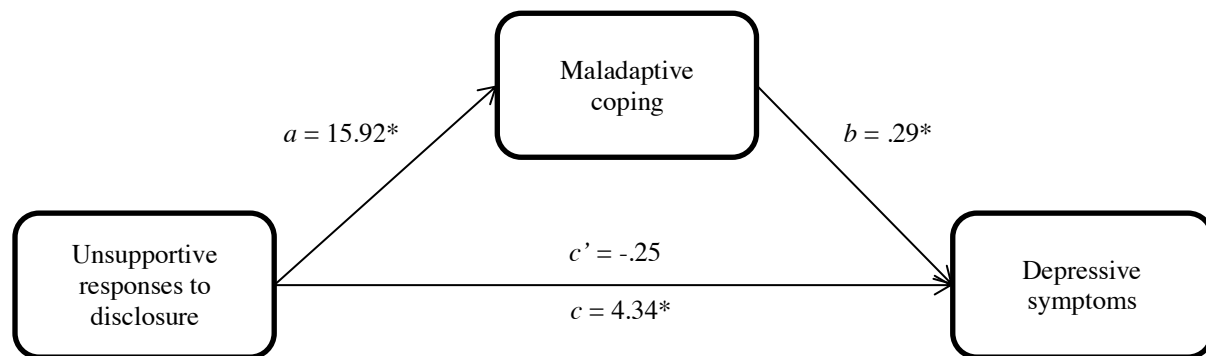 Maladaptive
coping
a = 15.92*
b = .29*
Unsupportive
responses to
disclosure
c’ = -.25
c = 4.34*
Depressive
symptoms